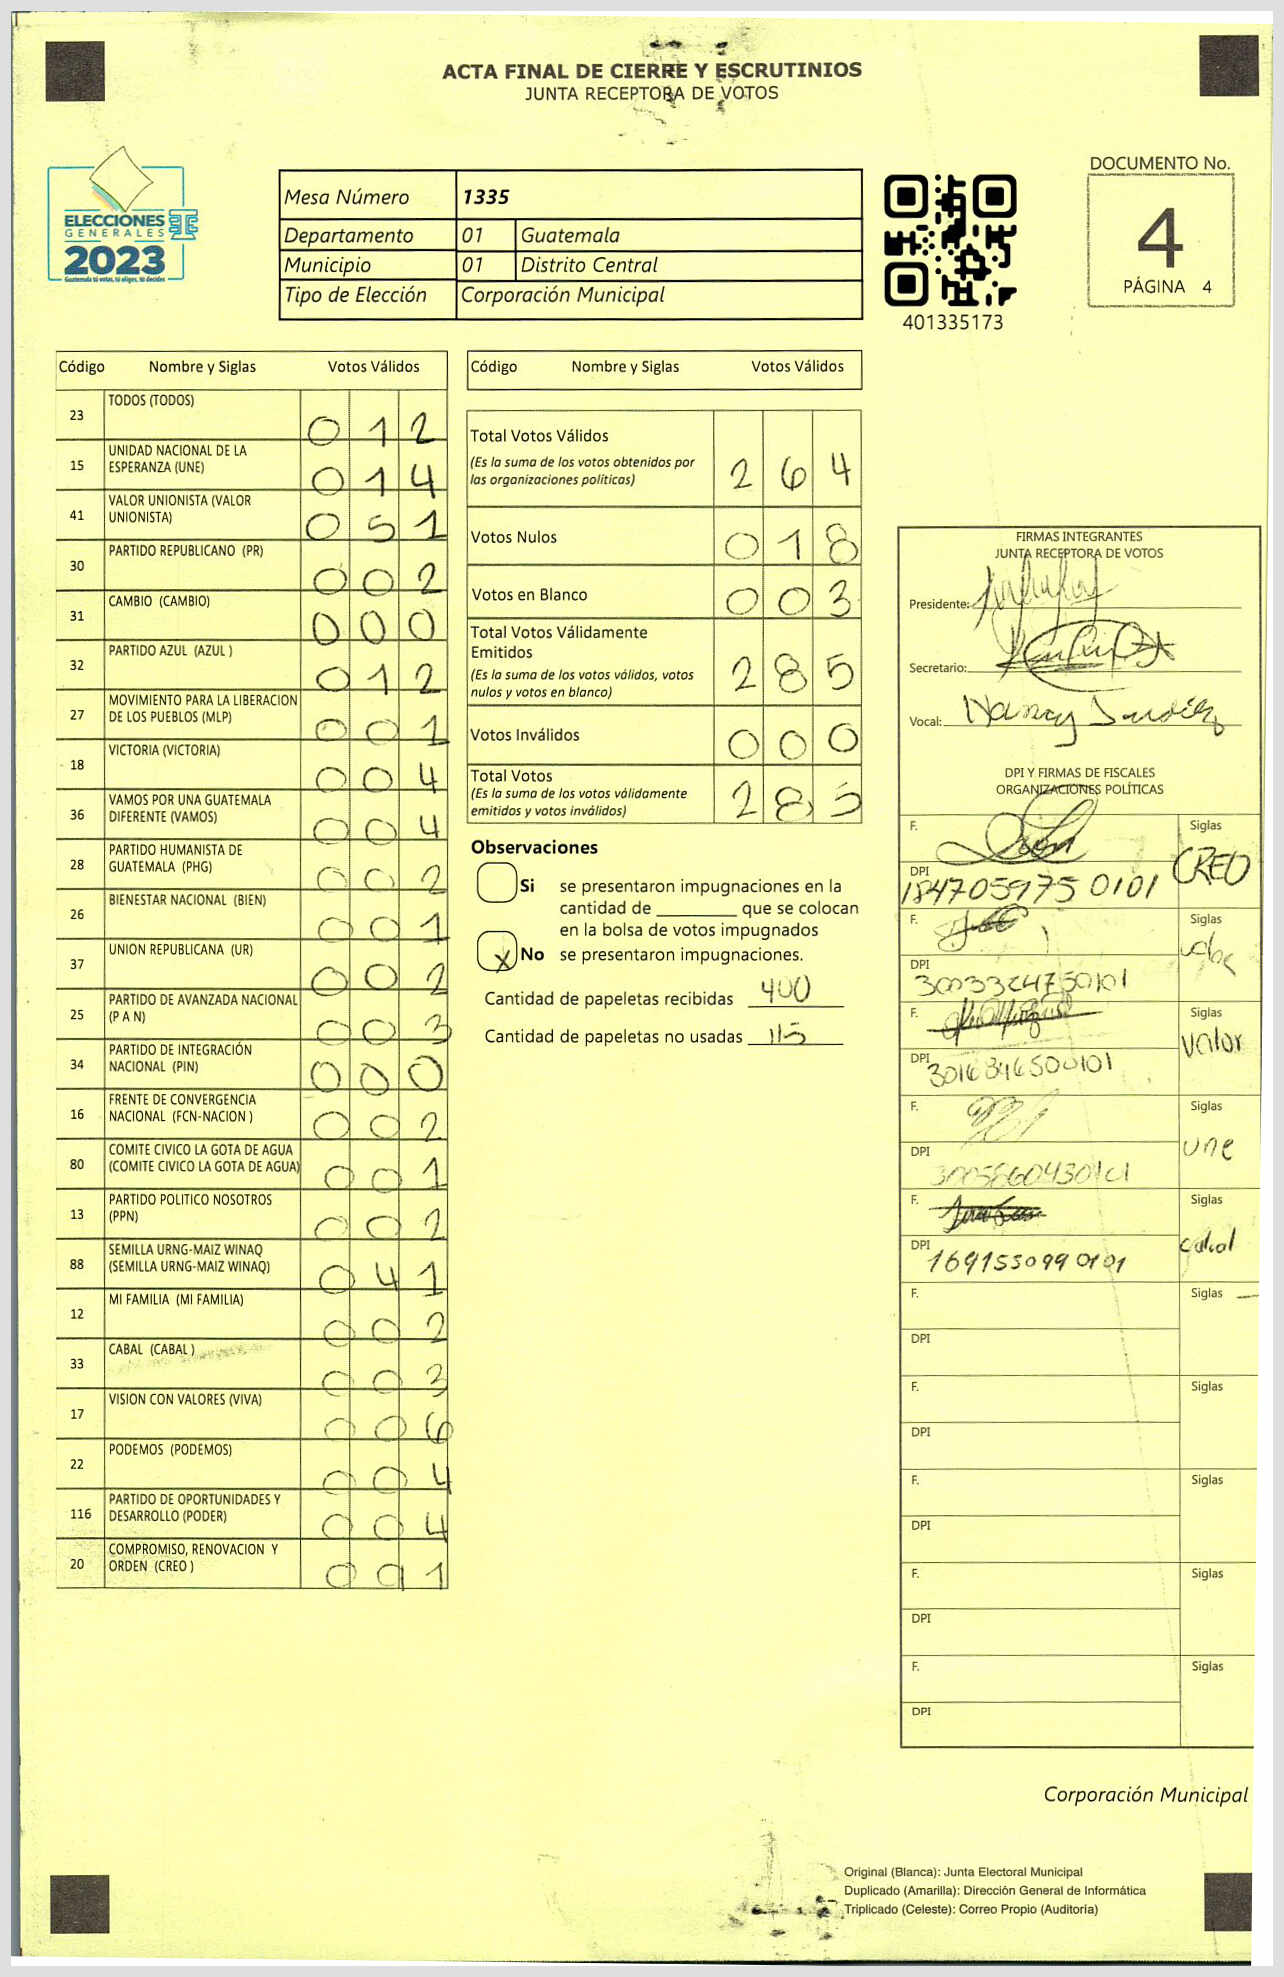 ACTA FINAL DE CIERRE Y ESCRUTINIOS
JUNTA RECEPTORA DE VOTOS
ELECCIONES
GENERALES
2023
Guatemala tú votas, tú eliges, tú decides
Mesa Número 1335
Departamento 01 Guatemala
Municipio 01 Distrito Central
Tipo de Elección Corporación Municipal
401335173
DOCUMENTO No.
4
PÁGINA 4
Código Nombre y Siglas Votos Válidos
23 TODOS (TODOS) 0 1 2
15 UNIDAD NACIONAL DE LA
ESPERANZA (UNE) 0 1 4
41 VALOR UNIONISTA (VALOR
UNIONISTA) 0 5 1
30 PARTIDO REPUBLICANO (PR) 0 0 2
31 CAMBIO (CAMBIO) 0 0 0
32 PARTIDO AZUL (AZUL ) 0 1 2
27 MOVIMIENTO PARA LA LIBERACION
DE LOS PUEBLOS (MLP) 0 0 1
18 VICTORIA (VICTORIA) 0 0 4
36 VAMOS POR UNA GUATEMALA
DIFERENTE (VAMOS) 0 0 4
28 PARTIDO HUMANISTA DE
GUATEMALA (PHG) 0 0 2
26 BIENESTAR NACIONAL (BIEN) 0 0 1
37 UNION REPUBLICANA (UR) 0 0 2
25 PARTIDO DE AVANZADA NACIONAL
(P A N) 0 0 3
34 PARTIDO DE INTEGRACIÓN
NACIONAL (PIN) 0 0 0
16 FRENTE DE CONVERGENCIA
NACIONAL (FCN-NACION ) 0 0 2
80 COMITE CIVICO LA GOTA DE AGUA
(COMITE CIVICO LA GOTA DE AGUA) 0 0 1
13 PARTIDO POLITICO NOSOTROS
(PPN) 0 0 2
88 SEMILLA URNG-MAIZ WINAQ
(SEMILLA URNG-MAIZ WINAQ) 0 4 1
12 MI FAMILIA (MI FAMILIA) 0 0 2
33 CABAL (CABAL ) 0 0 3
17 VISION CON VALORES (VIVA) 0 0 6
22 PODEMOS (PODEMOS) 0 0 4
116 PARTIDO DE OPORTUNIDADES Y
DESARROLLO (PODER) 0 0 4
20 COMPROMISO, RENOVACION Y
ORDEN (CREO ) 0 9 1
Código Nombre y Siglas Votos Válidos
Total Votos Válidos
(Es la suma de los votos obtenidos por
las organizaciones políticas) 2 6 4
Votos Nulos 0 1 8
Votos en Blanco 0 0 3
Total Votos Válidamente
Emitidos
(Es la suma de los votos válidos, votos
nulos y votos en blanco) 2 8 5
Votos Inválidos 0 0 0
Total Votos
(Es la suma de los votos válidamente
emitidos y votos inválidos) 2 8 5
Observaciones
Si se presentaron impugnaciones en la
cantidad de ________ que se colocan
en la bolsa de votos impugnados
X No se presentaron impugnaciones.
Cantidad de papeletas recibidas 400
Cantidad de papeletas no usadas 115
FIRMAS INTEGRANTES
JUNTA RECEPTORA DE VOTOS
Presidente:
Secretario:
Vocal: Nancy
DPI Y FIRMAS DE FISCALES
ORGANIZACIONES POLÍTICAS
F. Siglas
CREO
DPI 184705975 0101
F. Siglas
DPI
F. Siglas
Valor
DPI 3016846500101
F. Siglas
une
DPI 3005860430101
F. Siglas
cabal
DPI 1691550990101
F. Siglas
DPI
F. Siglas
DPI
F. Siglas
DPI
F. Siglas
DPI
F. Siglas
DPI
Corporación Municipal
Original (Blanca): Junta Electoral Municipal
Duplicado (Amarilla): Dirección General de Informática
Triplicado (Celeste): Correo Propio (Auditoría)